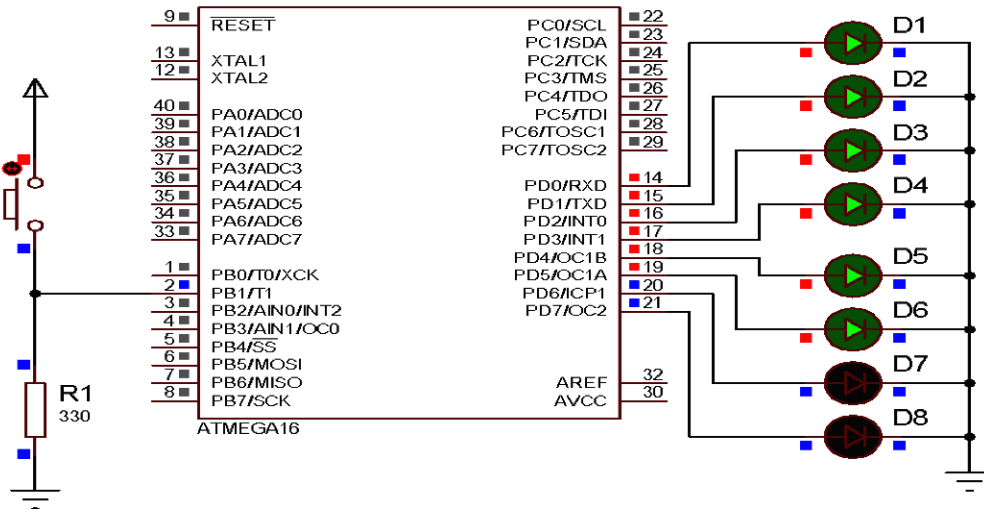 9 RESET
13 XTAL1
12 XTAL2
40 PA0/ADC0
39 PA1/ADC1
38 PA2/ADC2
37 PA3/ADC3
36 PA4/ADC4
35 PA5/ADC5
34 PA6/ADC6
33 PA7/ADC7
1 PB0/T0/XCK
2 PB1/T1
3 PB2/AIN0/INT2
4 PB3/AIN1/OC0
5 PB4/SS
6 PB5/MOSI
7 PB6/MISO
8 PB7/SCK
PC0/SCL 22
PC1/SDA 23
PC2/TCK 24
PC3/TMS 25
PC4/TDO 26
PC5/TDI 27
PC6/TOSC1 28
PC7/TOSC2 29
PD0/RXD 14
PD1/TXD 15
PD2/INT0 16
PD3/INT1 17
PD4/OC1B 18
PD5/OC1A 19
PD6/ICP1 20
PD7/OC2 21
AREF 32
AVCC 30
ATMEGA16
R1
330
D1
D2
D3
D4
D5
D6
D7
D8